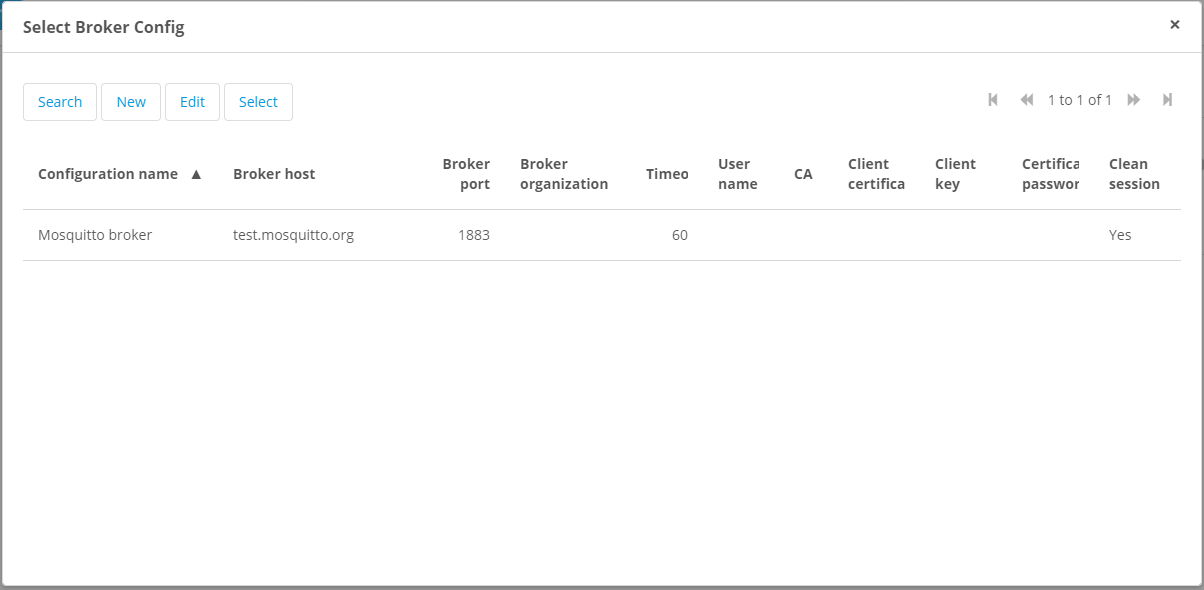 Select Broker Config ×
Search New Edit Select 1 to 1 of 1
Configuration name ▲ Broker host Broker port Broker organization Timeo User name CA Client certifica Client key Certifica passwor Clean session
Mosquitto broker test.mosquitto.org 1883 60 Yes